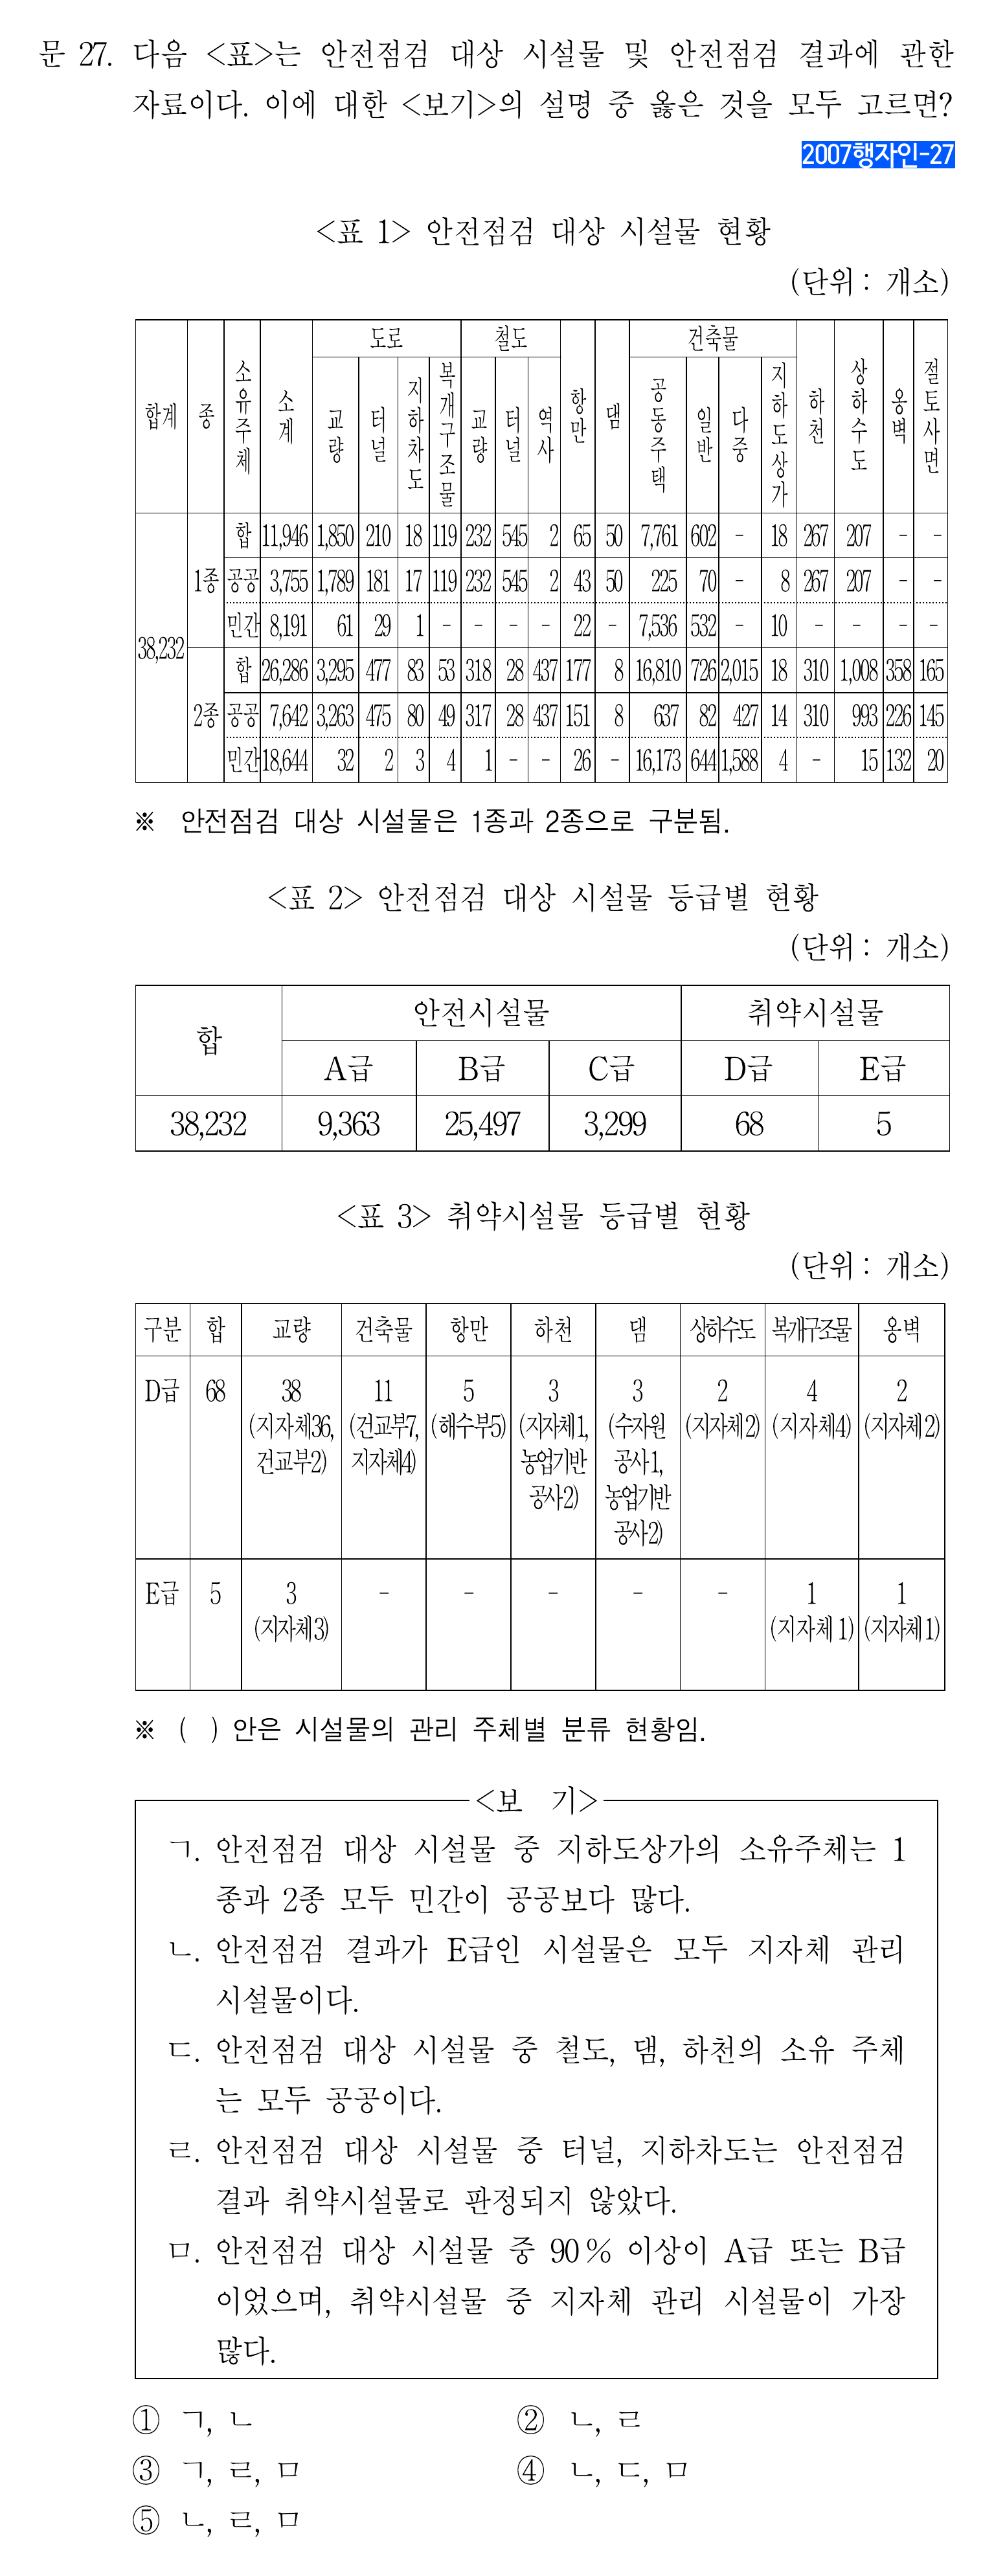 문 27. 다음 <표>는 안전점검 대상 시설물 및 안전점검 결과에 관한
자료이다. 이에 대한 <보기>의 설명 중 옳은 것을 모두 고르면?
2007행자인-27
<표 1> 안전점검 대상 시설물 현황
(단위 : 개소)
합계 종 소유주체 소계 도로 철도 항만 댐 건축물 하천 상하수도 옹벽 절토사면
교량 터널 지하차도 복개구조물 교량 터널 역사 공동주택 일반 다중 지하도상가
38,232
1종 합 11,946 1,850 210 18 119 232 545 2 65 50 7,761 602 - 18 267 207 - -
공공 3,755 1,789 181 17 119 232 545 2 43 50 225 70 - 8 267 207 - -
민간 8,191 61 29 1 - - - - 22 - 7,536 532 - 10 - - - -
2종 합 26,286 3,295 477 83 53 318 28 437 177 8 16,810 726 2,015 18 310 1,008 358 165
공공 7,642 3,263 475 80 49 317 28 437 151 8 637 82 427 14 310 993 226 145
민간 18,644 32 2 3 4 1 - - 26 - 16,173 644 1,588 4 - 15 132 20
※ 안전점검 대상 시설물은 1종과 2종으로 구분됨.
<표 2> 안전점검 대상 시설물 등급별 현황
(단위 : 개소)
합 안전시설물 취약시설물
A급 B급 C급 D급 E급
38,232 9,363 25,497 3,299 68 5
<표 3> 취약시설물 등급별 현황
(단위 : 개소)
구분 합 교량 건축물 항만 하천 댐 상하수도 복개구조물 옹벽
D급 68 38 11 5 3 3 2 4 2
(지자체36, (건교부7, (해수부5) (지자체1, (수자원 (지자체2) (지자체4) (지자체2)
건교부2) 지자체4) 농업기반 공사1,
공사2) 농업기반
공사2)
E급 5 3 - - - - - 1 1
(지자체3) (지자체1) (지자체1)
※ ( ) 안은 시설물의 관리 주체별 분류 현황임.
<보 기>
ㄱ. 안전점검 대상 시설물 중 지하도상가의 소유주체는 1
종과 2종 모두 민간이 공공보다 많다.
ㄴ. 안전점검 결과가 E급인 시설물은 모두 지자체 관리
시설물이다.
ㄷ. 안전점검 대상 시설물 중 철도, 댐, 하천의 소유 주체
는 모두 공공이다.
ㄹ. 안전점검 대상 시설물 중 터널, 지하차도는 안전점검
결과 취약시설물로 판정되지 않았다.
ㅁ. 안전점검 대상 시설물 중 90 % 이상이 A급 또는 B급
이었으며, 취약시설물 중 지자체 관리 시설물이 가장
많다.
① ㄱ, ㄴ ② ㄴ, ㄹ
③ ㄱ, ㄹ, ㅁ ④ ㄴ, ㄷ, ㅁ
⑤ ㄴ, ㄹ, ㅁ